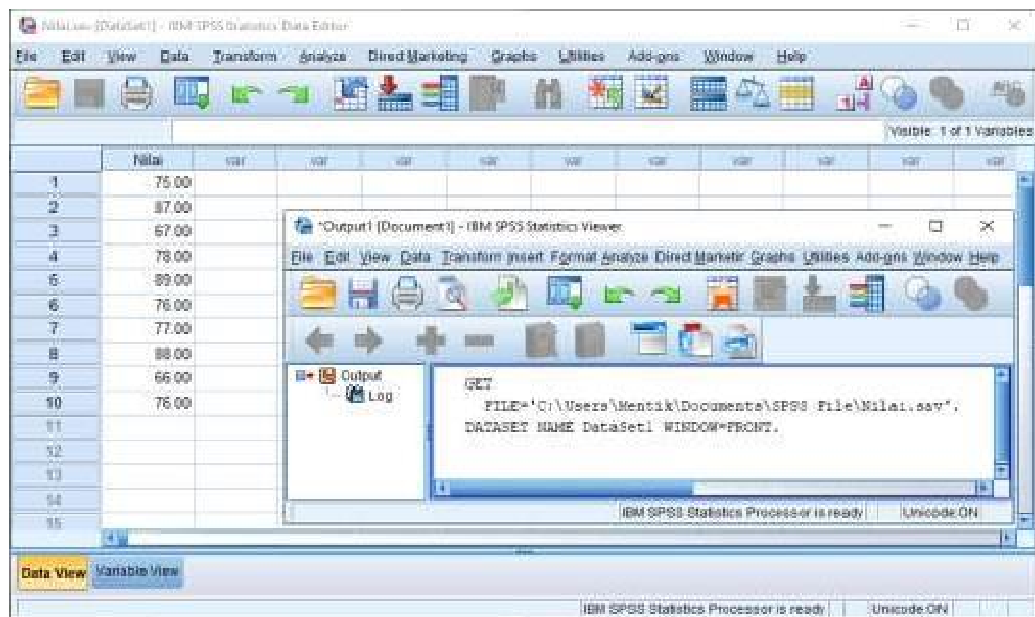 Nilai.sav [DataSet1] - IBM SPSS Statistics Data Editor
File Edit View Data Transform Analyze Direct Marketing Graphs Utilities Add-ons Window Help
Visible: 1 of 1 Variables
Nilai var var var var var var var var var
1 75.00
2 87.00
3 67.00
4 78.00
5 89.00
6 76.00
7 77.00
8 88.00
9 66.00
10 76.00
11
12
13
14
15
*Output1 [Document1] - IBM SPSS Statistics Viewer
File Edit View Data Transform Insert Format Analyze Direct Marketin Graphs Utilities Add-ons Window Help
Output
Log
GET
FILE='C:\Users\Mentik\Documents\SPSS File\Nilai.sav'.
DATASET NAME DataSet1 WINDOW=FRONT.
IBM SPSS Statistics Processor is ready Unicode:ON
Data View Variable View
IBM SPSS Statistics Processor is ready Unicode:ON